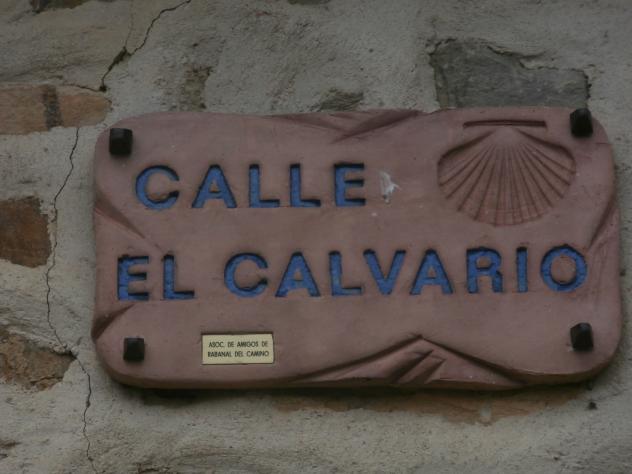 CALLE
EL CALVARIO
ASOC. DE AMIGOS DE
RABANAL DEL CAMINO